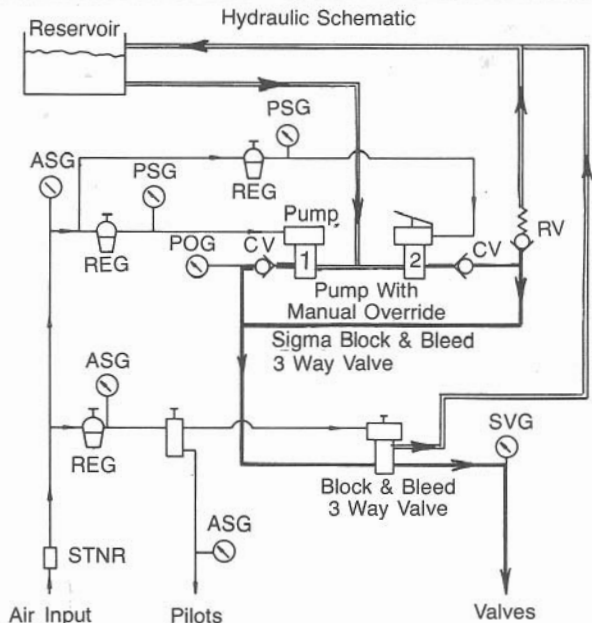 Hydraulic Schematic
Reservoir
PSG
ASG
PSG
REG
Pump
POG
CV
CV
RV
REG
1
2
Pump With
Manual Override
Sigma Block & Bleed
3 Way Valve
ASG
SVG
REG
Block & Bleed
3 Way Valve
ASG
STNR
Air Input
Pilots
Valves